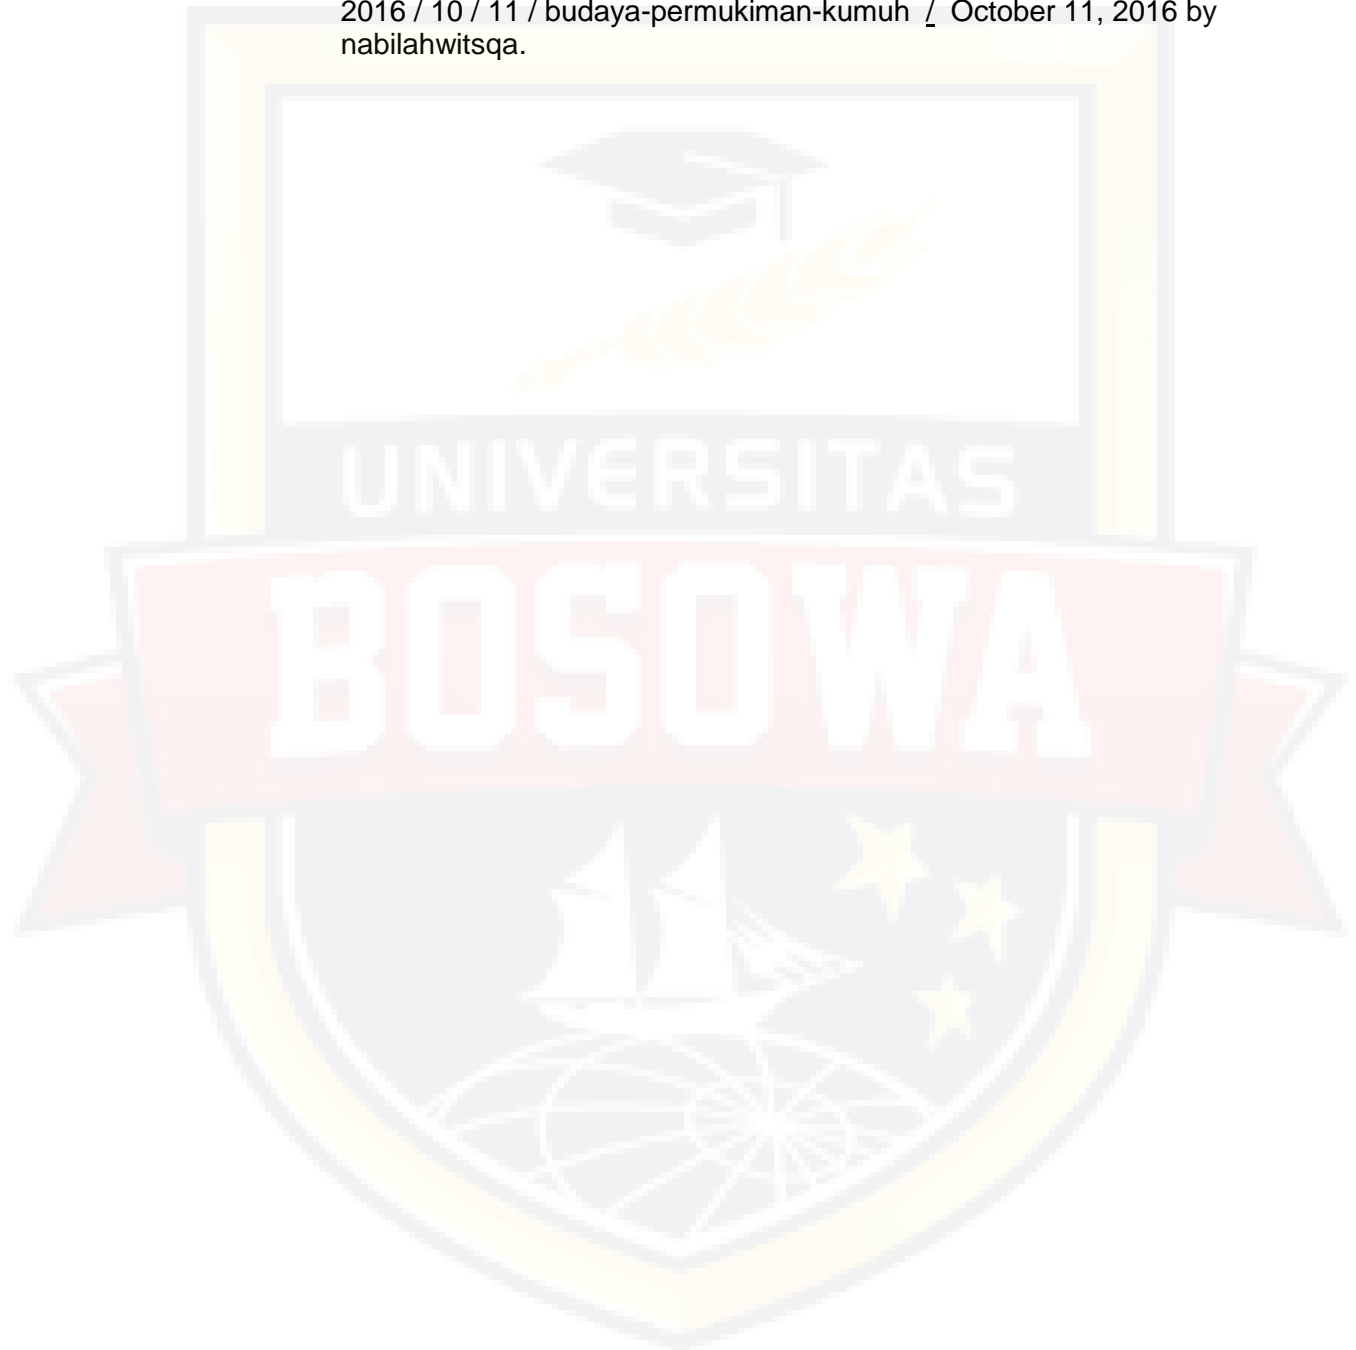 2016 / 10 / 11 / budaya-permukiman-kumuh / October 11, 2016 by
nabilahwitsqa.
UNIVERSITAS
BOSOWA